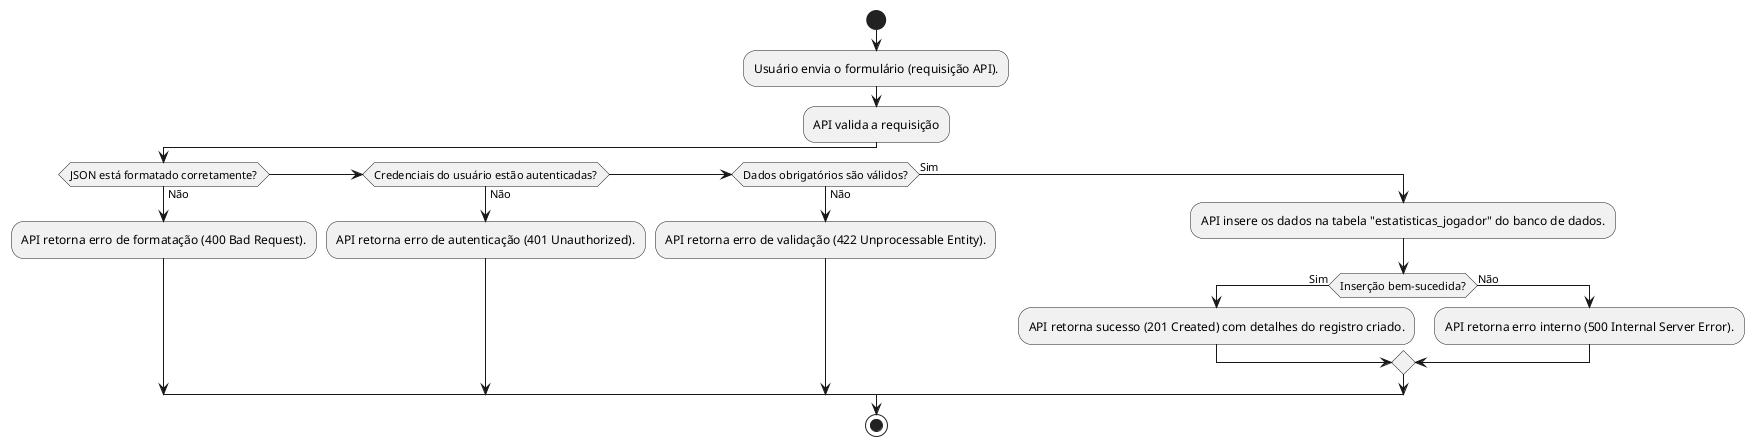 Usuário envia o formulário (requisição API).
API valida a requisição
JSON está formatado corretamente?
Credenciais do usuário estão autenticadas?
Dados obrigatórios são válidos?
Sim
Não
Não
Não
API retorna erro de formatação (400 Bad Request).
API retorna erro de autenticação (401 Unauthorized).
API retorna erro de validação (422 Unprocessable Entity).
API insere os dados na tabela "estatisticas_jogador" do banco de dados.
Sim
Inserção bem-sucedida?
Não
API retorna sucesso (201 Created) com detalhes do registro criado.
API retorna erro interno (500 Internal Server Error).